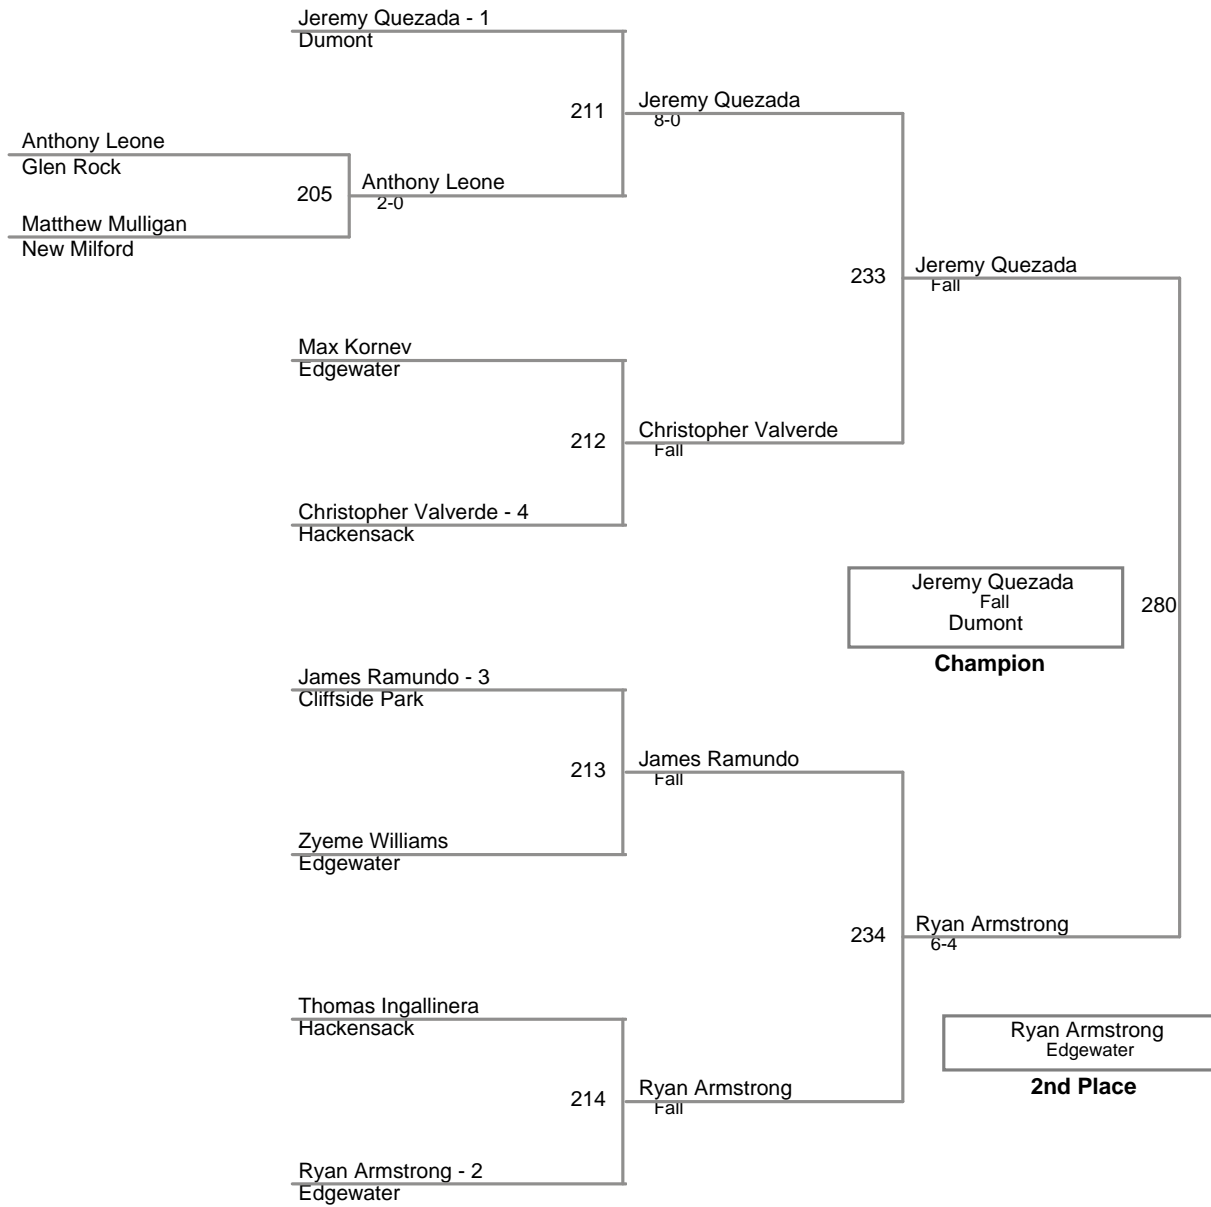 Jeremy Quezada - 1
Dumont
211
Jeremy Quezada
8-0
Anthony Leone
Glen Rock
205
Anthony Leone
2-0
Matthew Mulligan
New Milford
233
Jeremy Quezada
Fall
Max Kornev
Edgewater
212
Christopher Valverde
Fall
Christopher Valverde - 4
Hackensack
Jeremy Quezada
Fall
Dumont
280
Champion
James Ramundo - 3
Cliffside Park
213
James Ramundo
Fall
Zyeme Williams
Edgewater
234
Ryan Armstrong
6-4
Thomas Ingallinera
Hackensack
Ryan Armstrong
Edgewater
2nd Place
214
Ryan Armstrong
Fall
Ryan Armstrong - 2
Edgewater